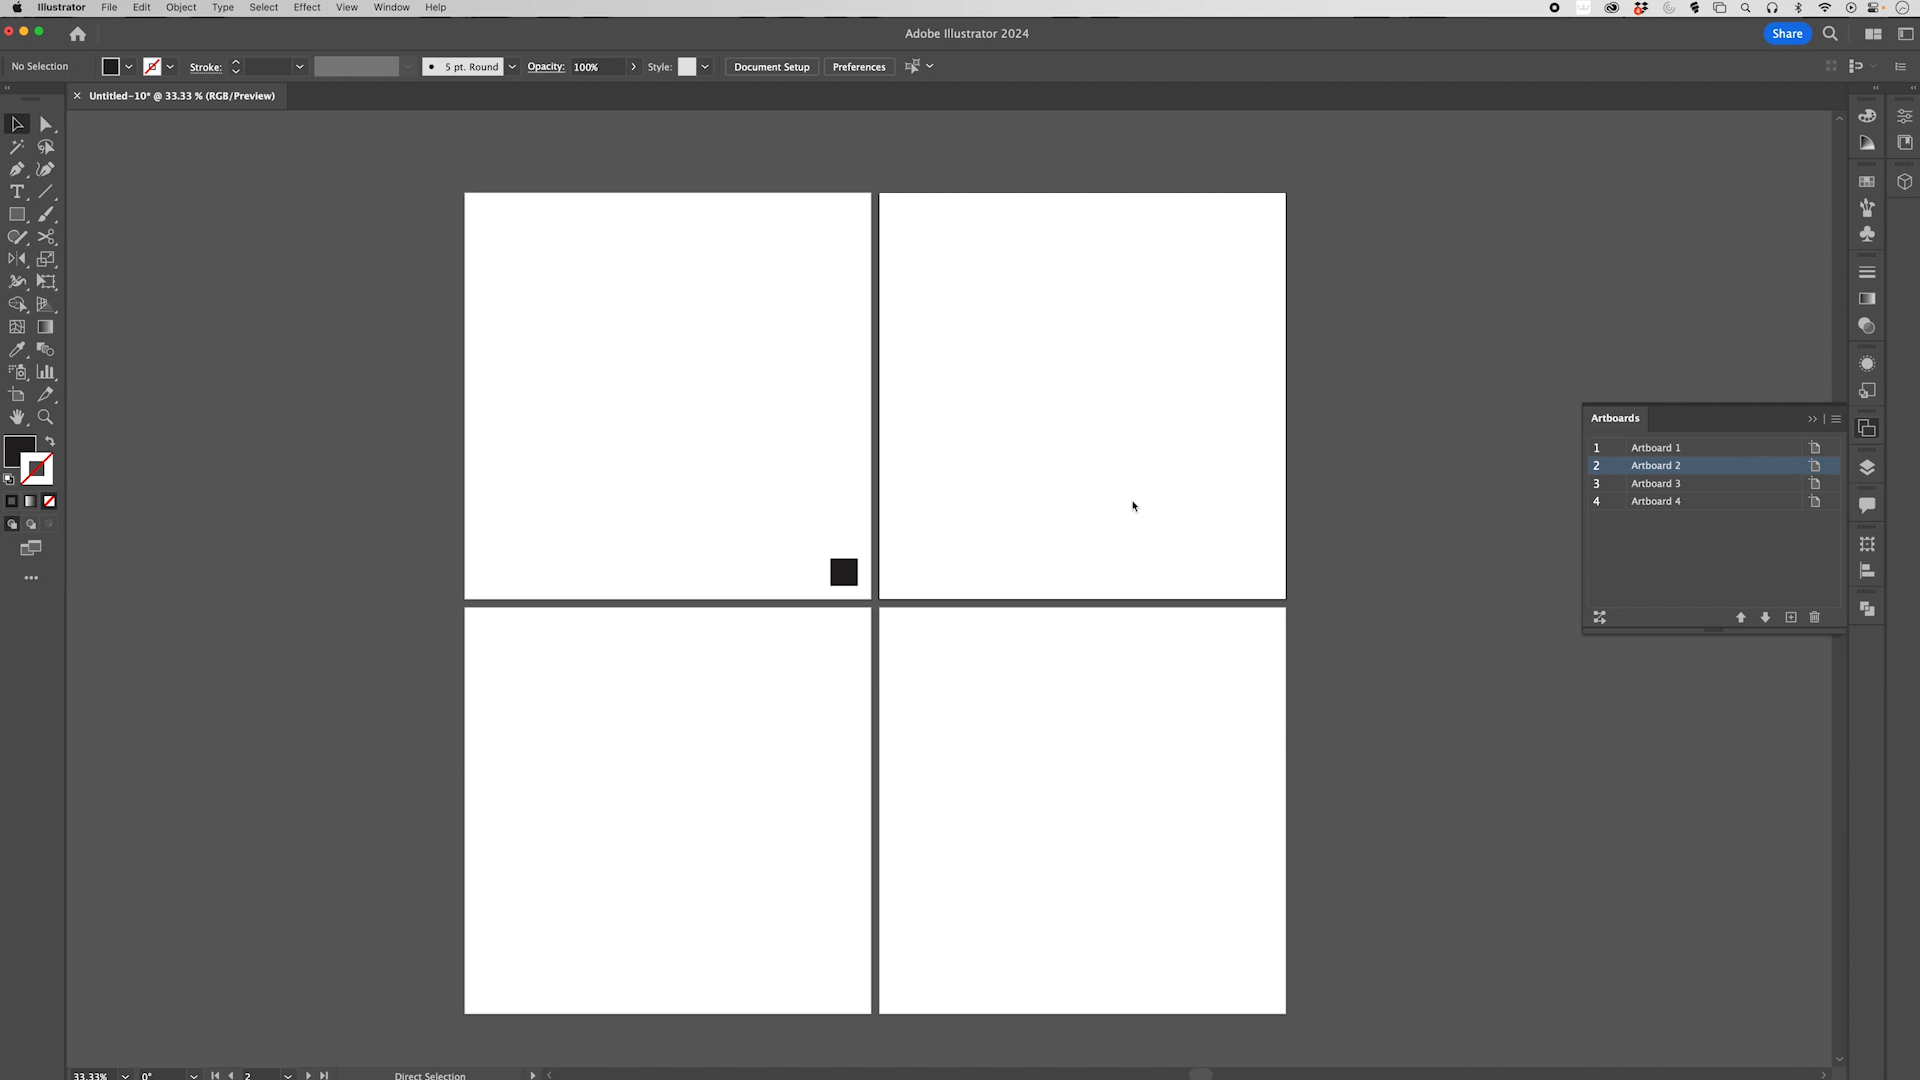 Illustrator File Edit Object Type Select Effect View Window Help
Adobe Illustrator 2024
Share
No Selection Stroke: 5 pt. Round Opacity: 100% Style: Document Setup Preferences
Untitled-10* @ 33.33 % (RGB/Preview)
Artboards
1 Artboard 1
2 Artboard 2
3 Artboard 3
4 Artboard 4
33.33% 0° 2 Direct Selection